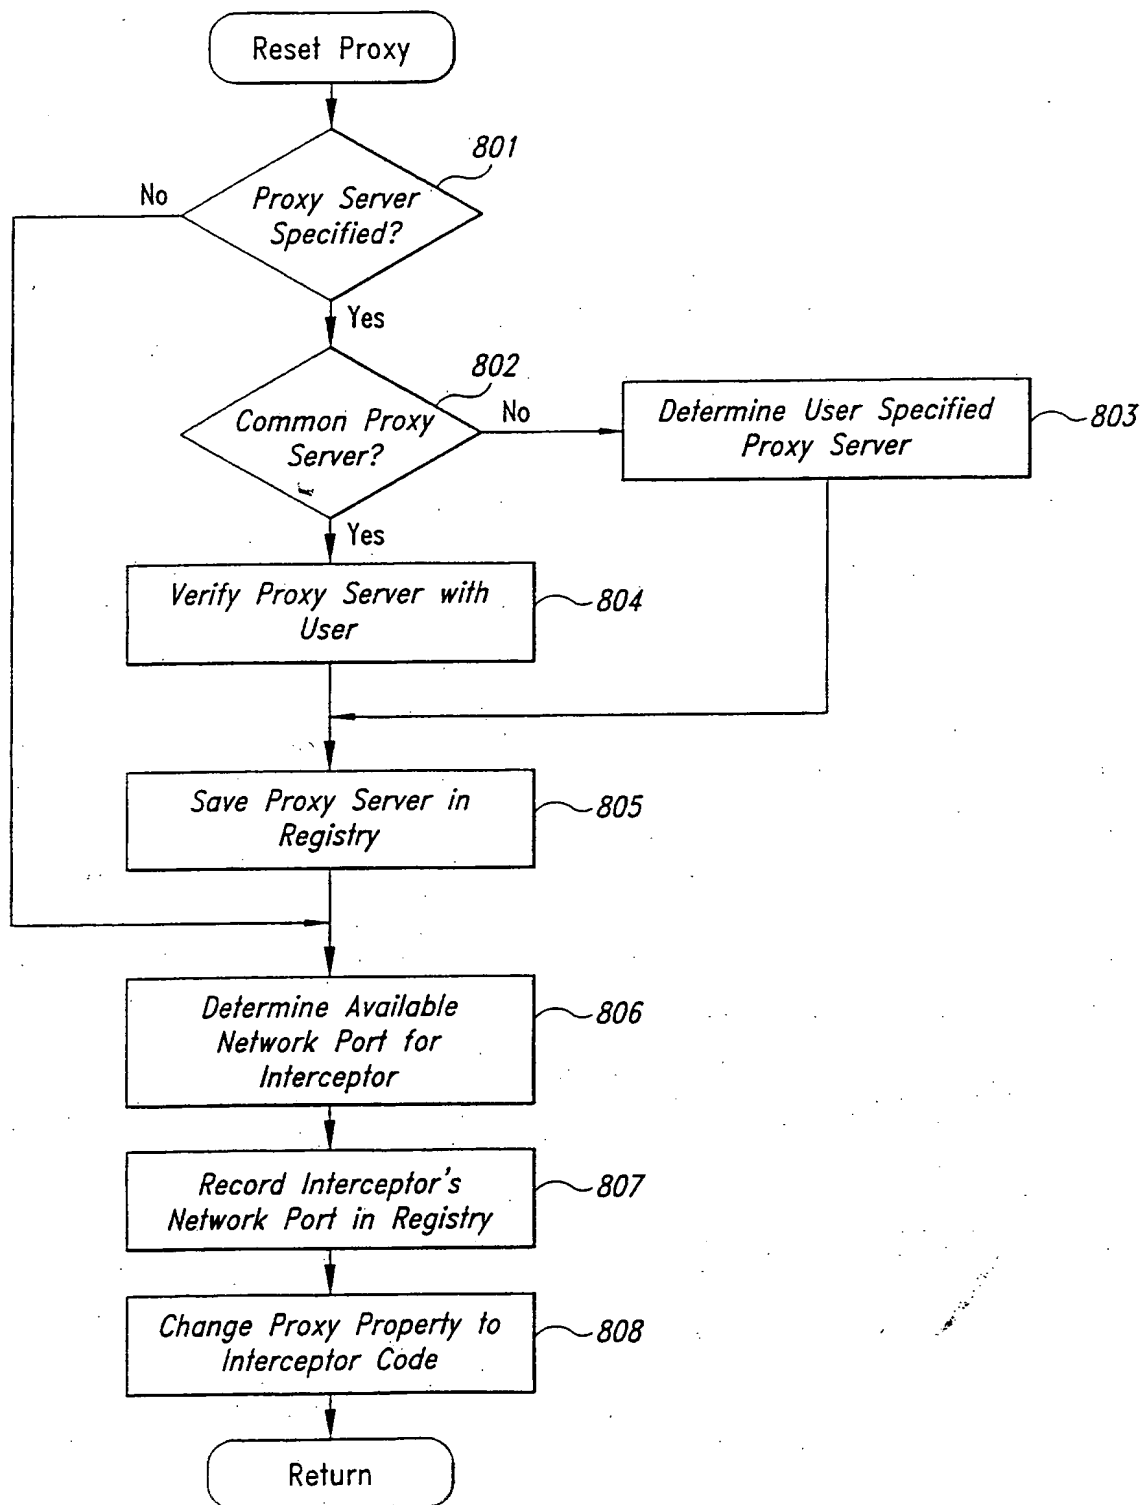 Reset Proxy
801
No
Proxy Server
Specified?
Yes
802
Common Proxy
Server?
No
Determine User Specified
Proxy Server
803
Yes
Verify Proxy Server with
User
804
Save Proxy Server in
Registry
805
Determine Available
Network Port for
Interceptor
806
Record Interceptor's
Network Port in Registry
807
Change Proxy Property to
Interceptor Code
808
Return